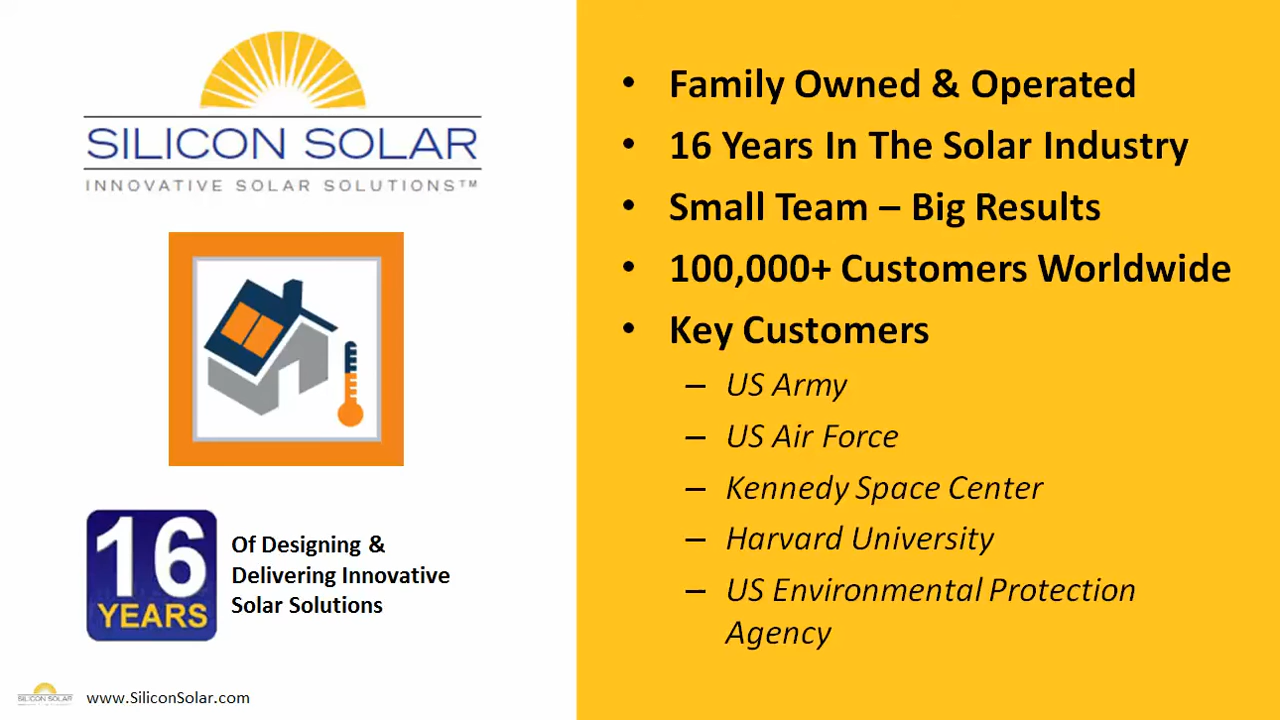 SILICON SOLAR
INNOVATIVE SOLAR SOLUTIONS™
16
YEARS
Of Designing &
Delivering Innovative
Solar Solutions
SILICON SOLAR
www.SiliconSolar.com
• Family Owned & Operated
• 16 Years In The Solar Industry
• Small Team – Big Results
• 100,000+ Customers Worldwide
• Key Customers
– US Army
– US Air Force
– Kennedy Space Center
– Harvard University
– US Environmental Protection
Agency